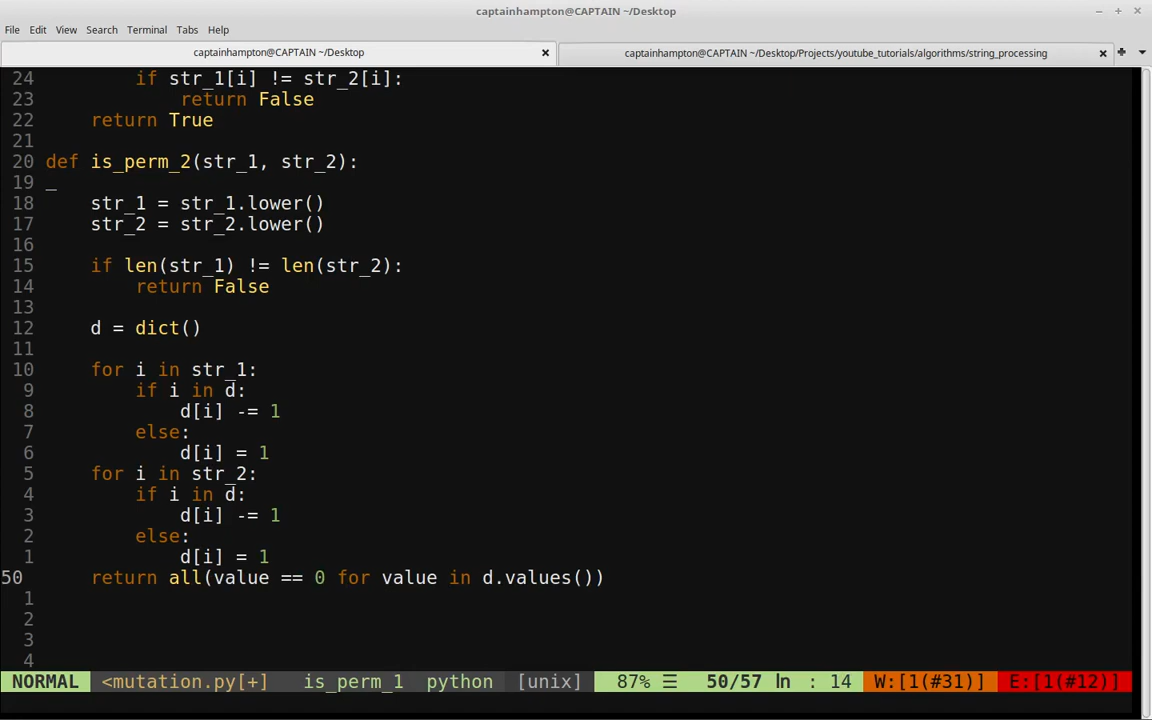 captainhampton@CAPTAIN ~/Desktop
File Edit View Search Terminal Tabs Help
captainhampton@CAPTAIN ~/Desktop
captainhampton@CAPTAIN ~/Desktop/Projects/youtube_tutorials/algorithms/string_processing
24 if str_1[i] != str_2[i]:
23 return False
22 return True
21
20 def is_perm_2(str_1, str_2):
19 _
18 str_1 = str_1.lower()
17 str_2 = str_2.lower()
16
15 if len(str_1) != len(str_2):
14 return False
13
12 d = dict()
11
10 for i in str_1:
9 if i in d:
8 d[i] -= 1
7 else:
6 d[i] = 1
5 for i in str_2:
4 if i in d:
3 d[i] -= 1
2 else:
1 d[i] = 1
50 return all(value == 0 for value in d.values())
1
2
3
4
NORMAL <mutation.py[+] is_perm_1 python [unix] 87% ☰ 50/57 ln : 14 W:[1(#31)] E:[1(#12)]